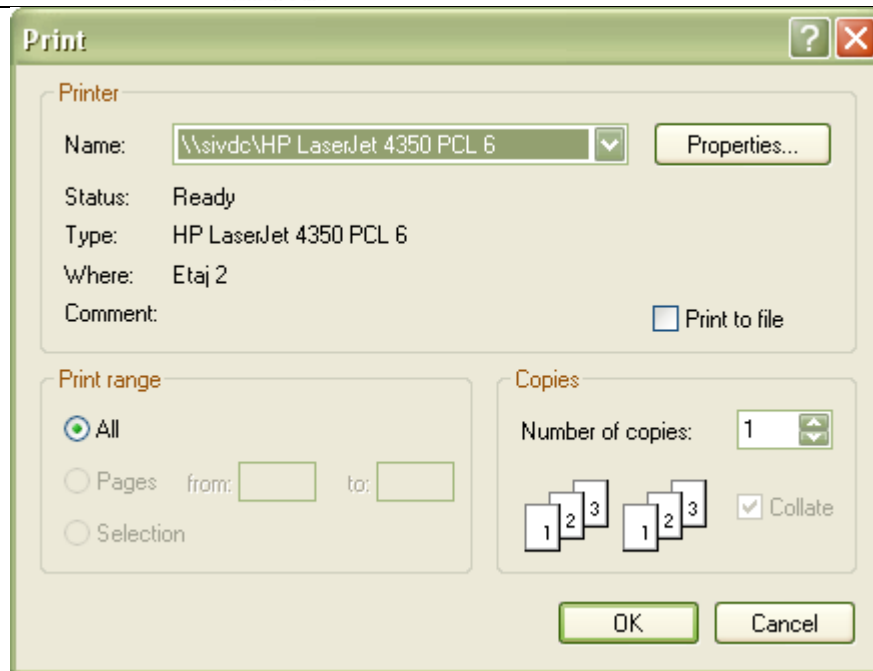 Print
Printer
Name: \\sivdc\HP LaserJet 4350 PCL 6 Properties...
Status: Ready
Type: HP LaserJet 4350 PCL 6
Where: Etaj 2
Comment: Print to file
Print range
All
Pages from: to:
Selection
Copies
Number of copies: 1
1 2 3 1 2 3 Collate
OK Cancel